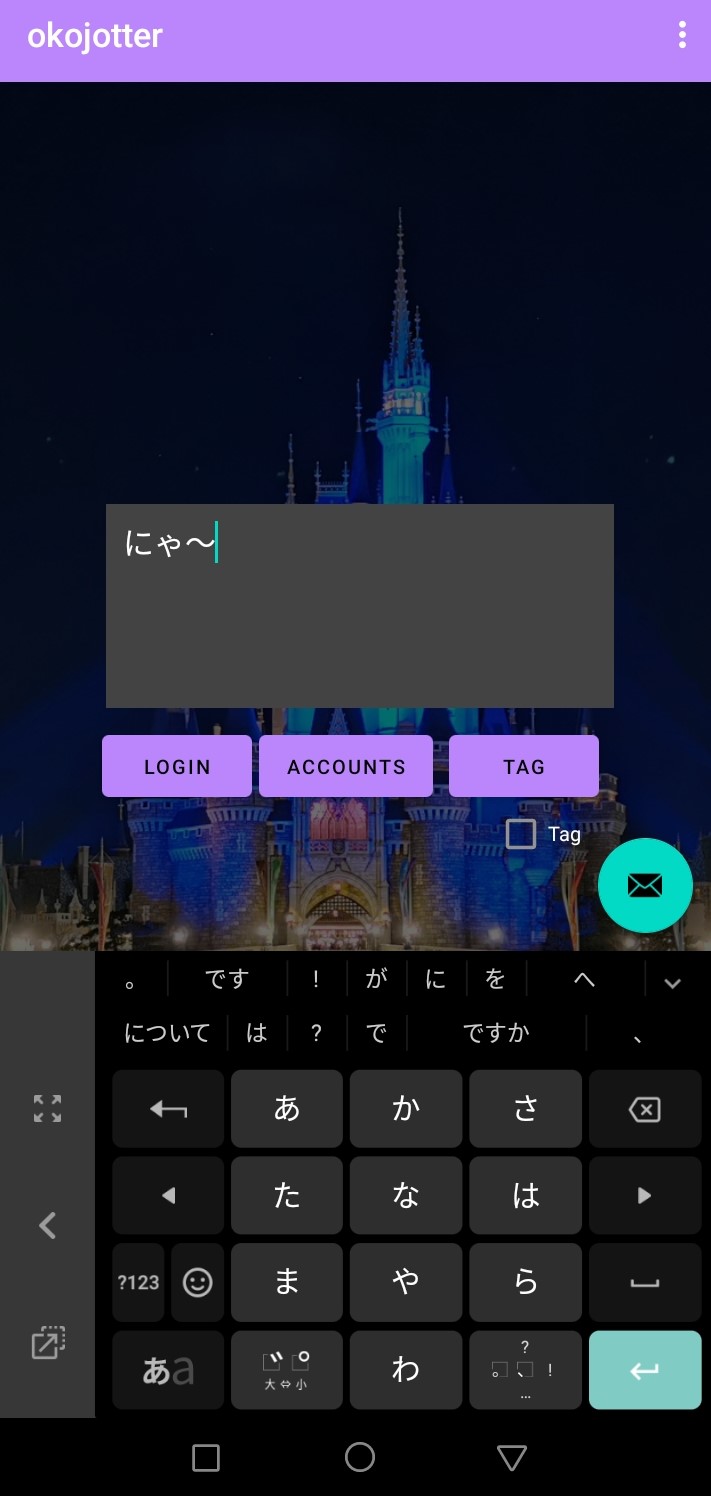 okojotter
にゃ〜
LOGIN ACCOUNTS TAG
Tag
。 です ! が に を へ
について は ? で ですか 、
あ か さ
た な は
?123 ま や ら
あa 大⇔小 わ 。 、 ? ! …